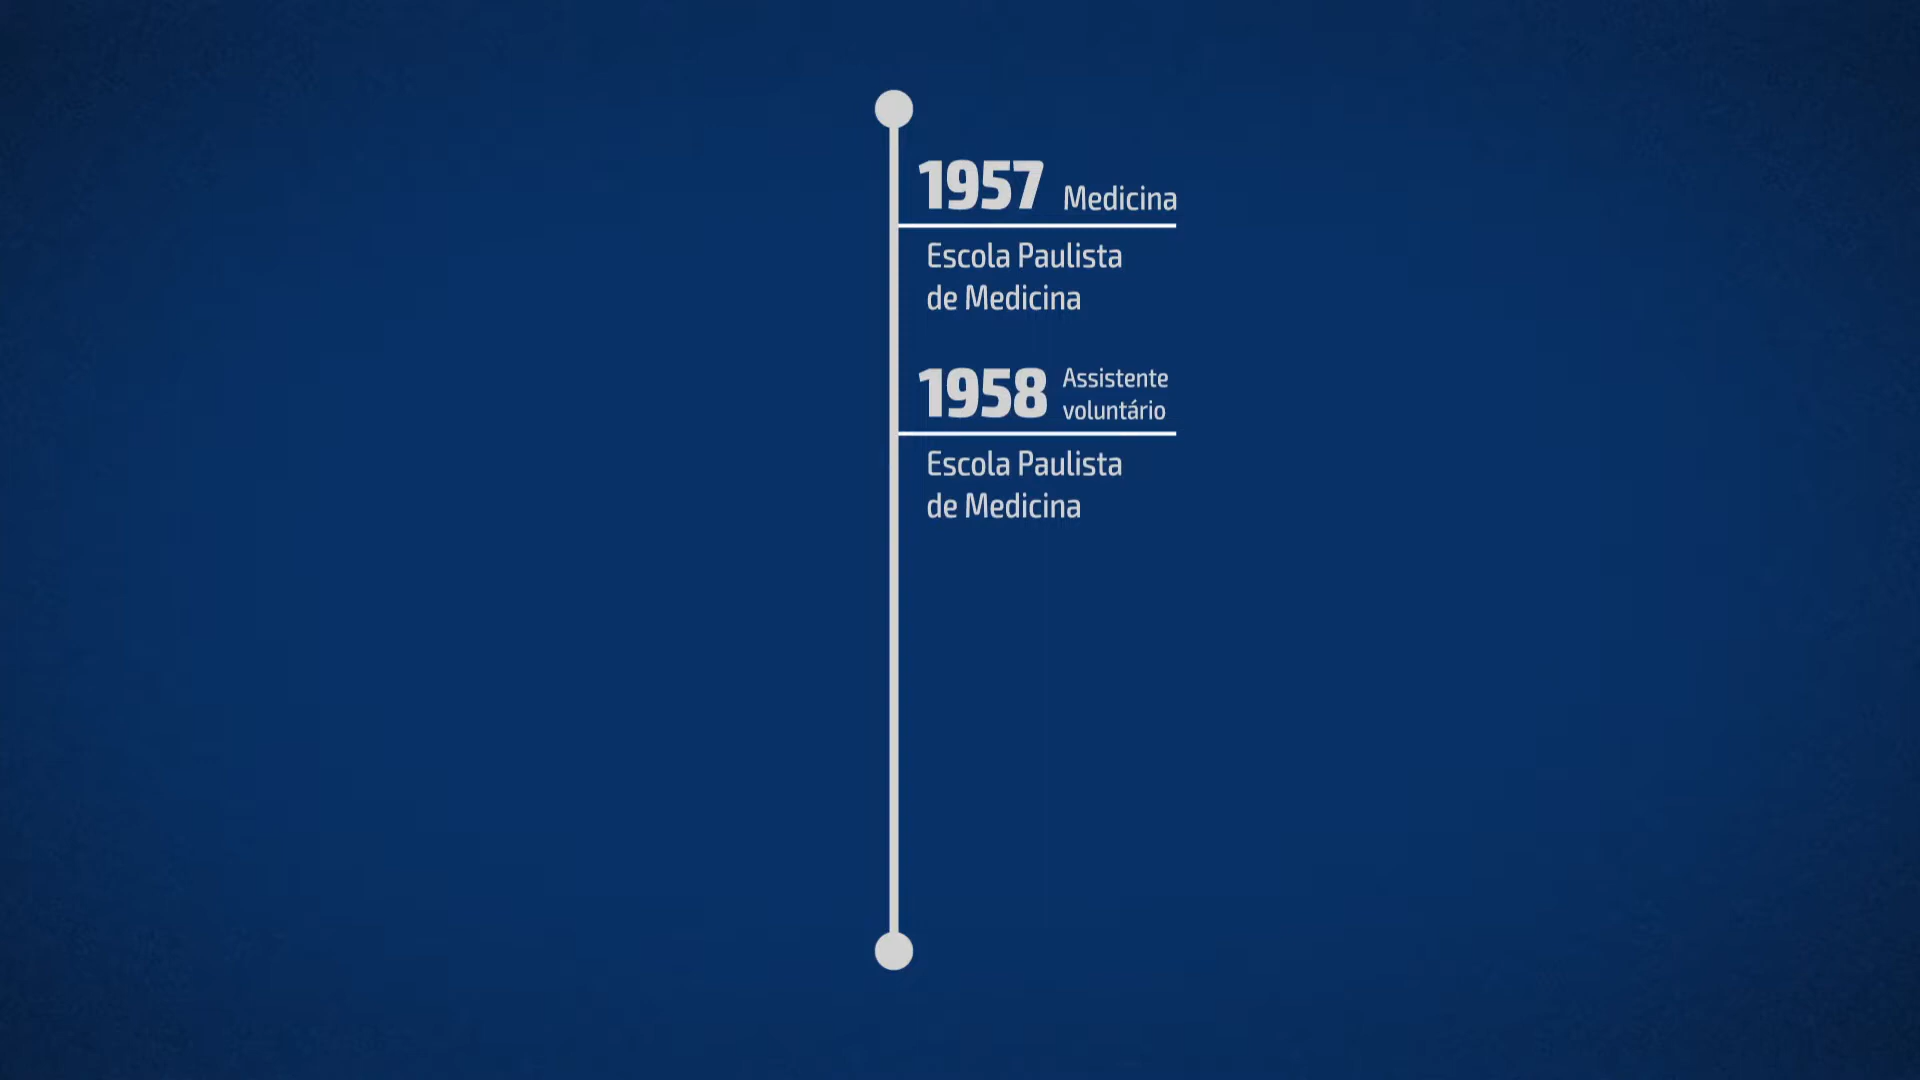 1957 Medicina
Escola Paulista
de Medicina
1958 Assistente
voluntário
Escola Paulista
de Medicina